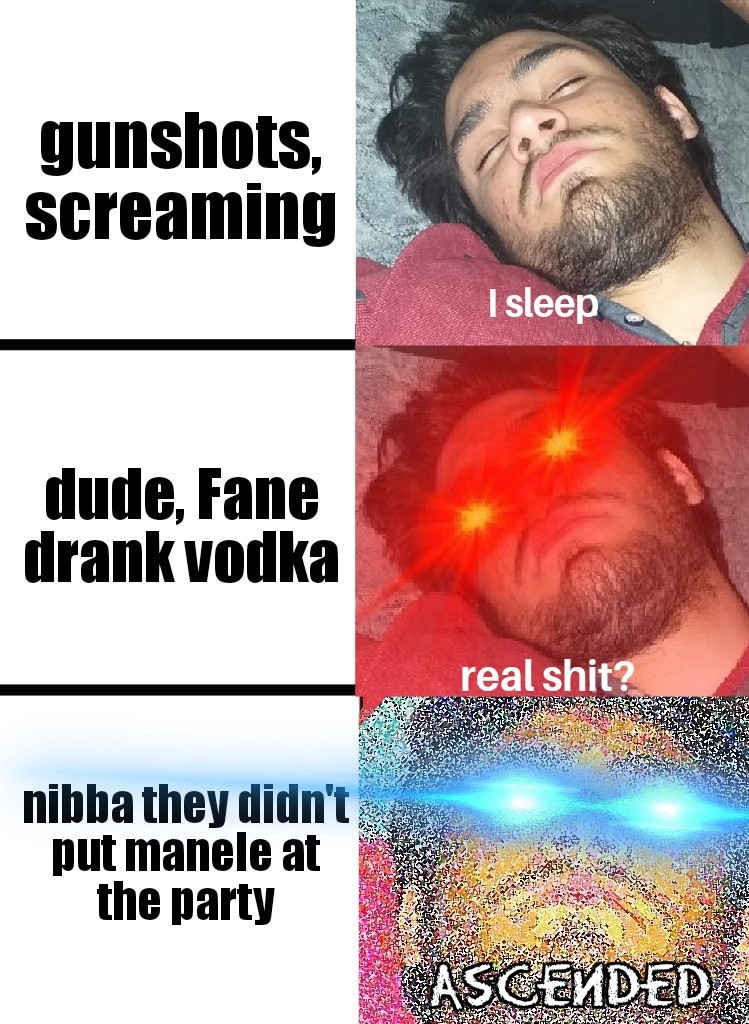 gunshots,
screaming
I sleep
dude, Fane
drank vodka
real shit?
nibba they didn't
put manele at
the party
ASCENDED